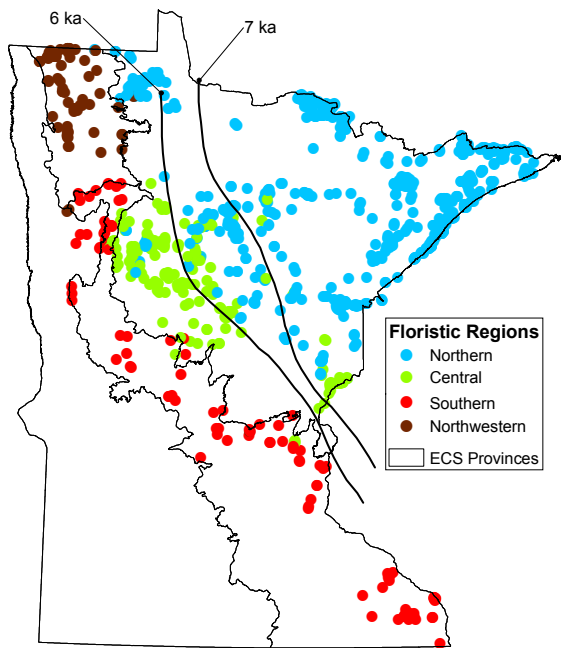 6 ka
7 ka
Floristic Regions
Northern
Central
Southern
Northwestern
ECS Provinces